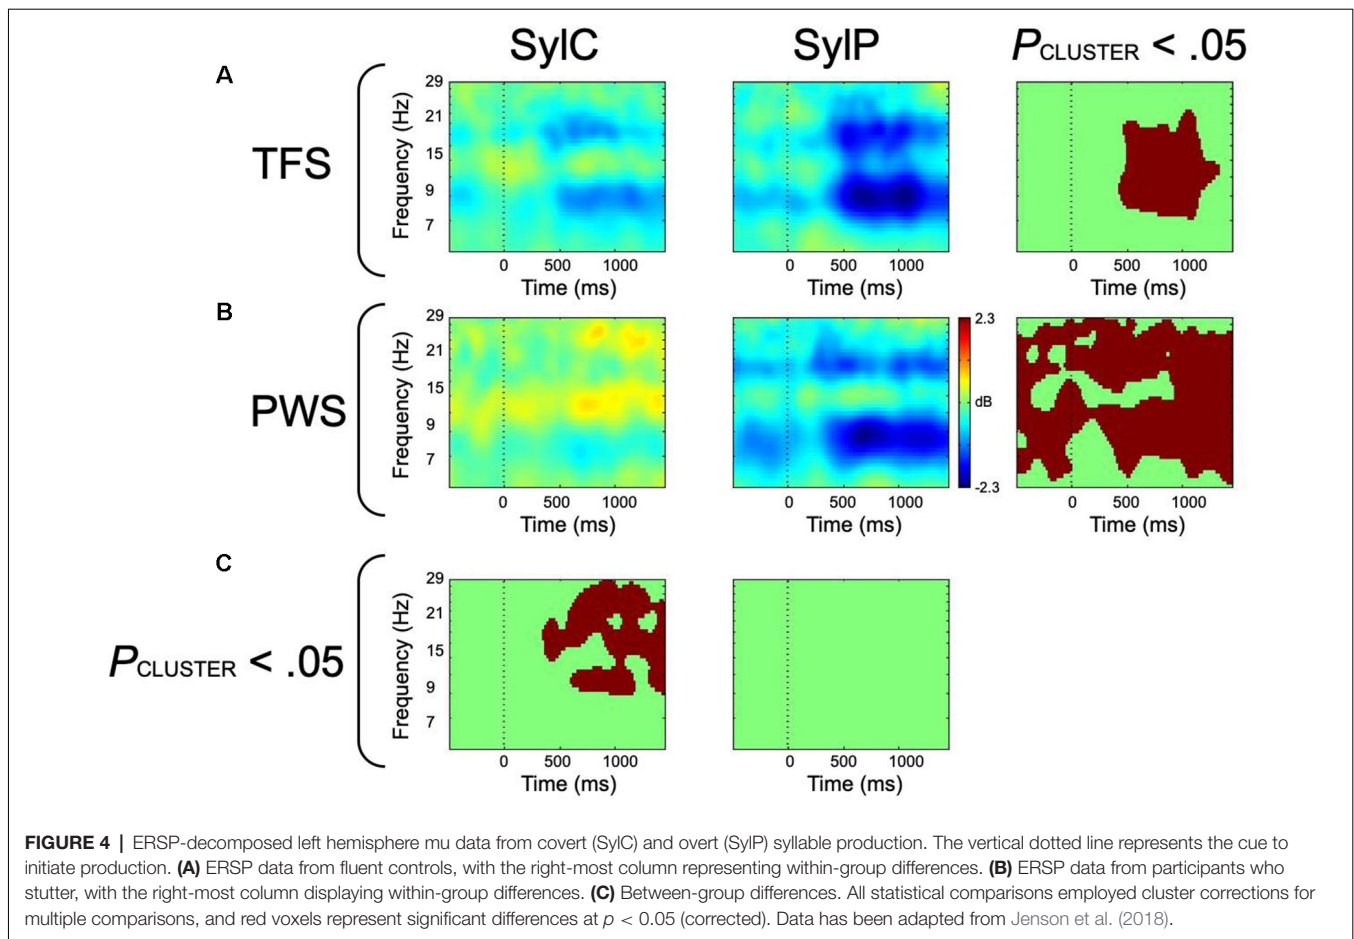 SylC SylP PCLUSTER < .05
A
TFS
Frequency (Hz)
29
21
15
9
7
0 500 1000
Time (ms)
0 500 1000
Time (ms)
0 500 1000
Time (ms)
B
PWS
Frequency (Hz)
29
21
15
9
7
0 500 1000
Time (ms)
0 500 1000
Time (ms)
2.3
dB
-2.3
0 500 1000
Time (ms)
C
PCLUSTER < .05
Frequency (Hz)
29
21
15
9
7
0 500 1000
Time (ms)
0 500 1000
Time (ms)
FIGURE 4 | ERSP-decomposed left hemisphere mu data from covert (SylC) and overt (SylP) syllable production. The vertical dotted line represents the cue to
initiate production. (A) ERSP data from fluent controls, with the right-most column representing within-group differences. (B) ERSP data from participants who
stutter, with the right-most column displaying within-group differences. (C) Between-group differences. All statistical comparisons employed cluster corrections for
multiple comparisons, and red voxels represent significant differences at p < 0.05 (corrected). Data has been adapted from Jenson et al. (2018).